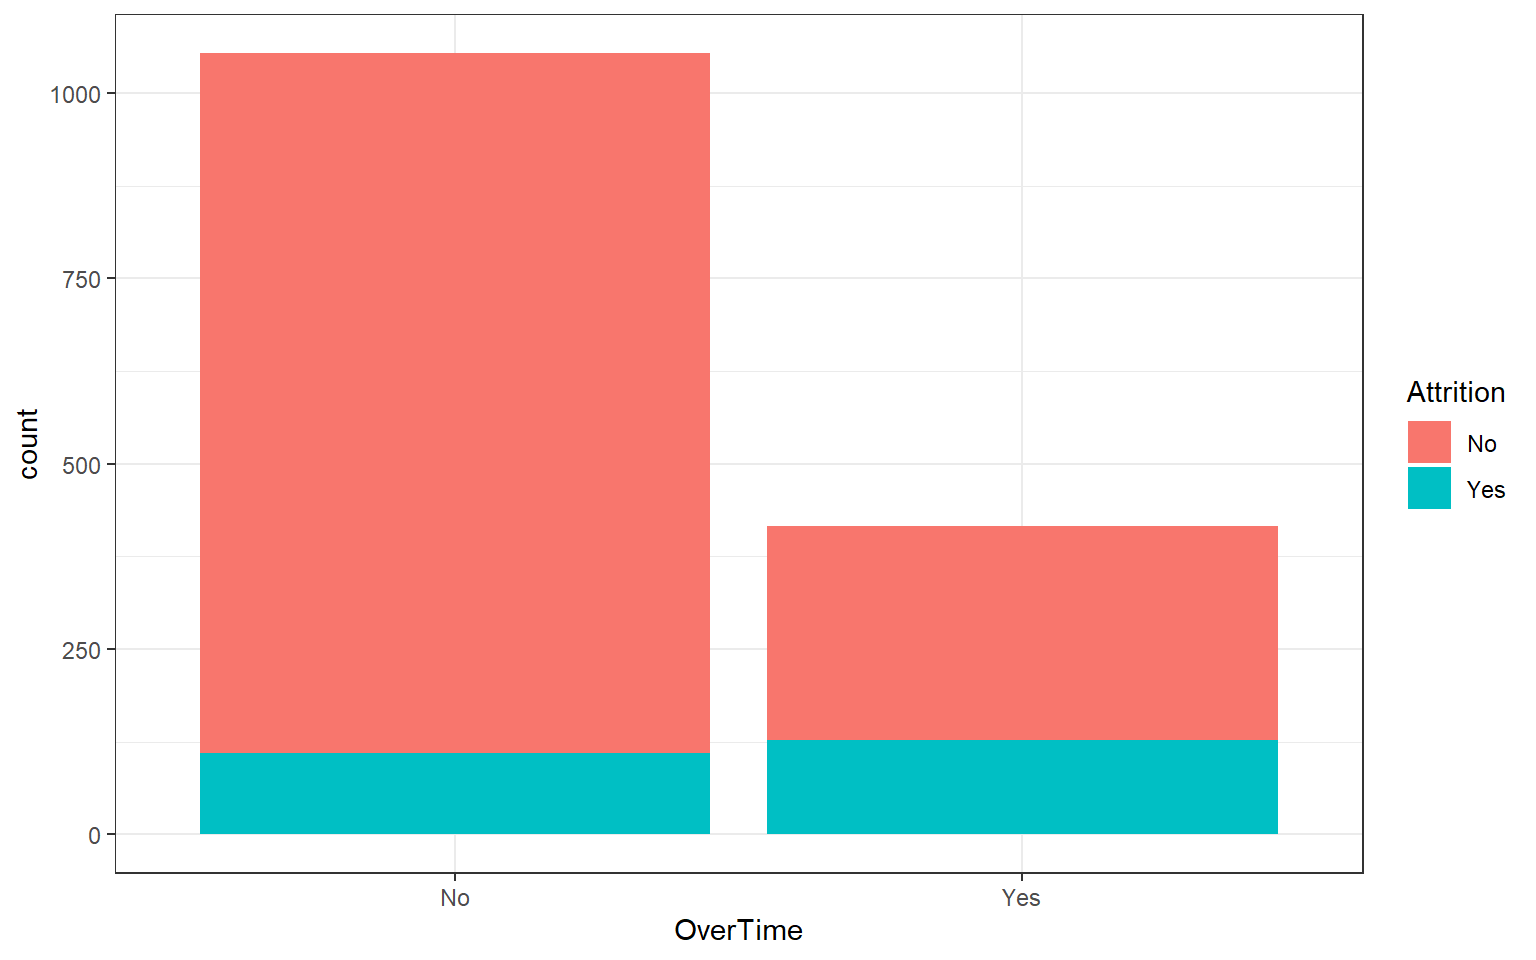 1000
750
500
250
0
count
No
Yes
OverTime
Attrition
No
Yes